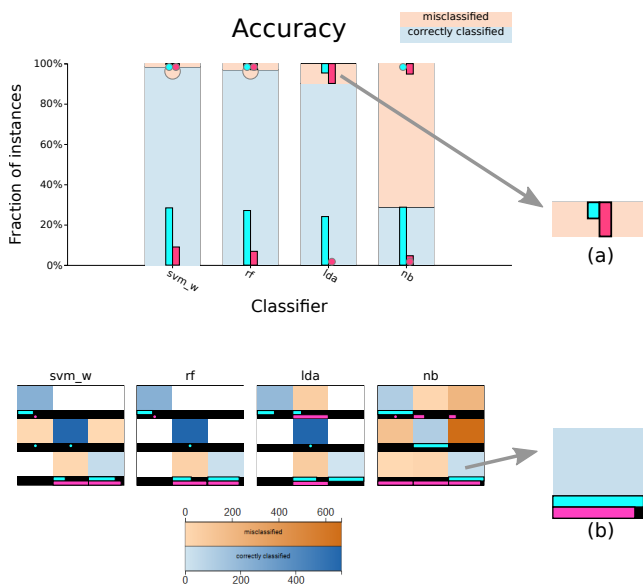 Accuracy
misclassified
correctly classified
100%
80%
60%
40%
20%
0%
Fraction of instances
svm_w
rf
lda
nb
Classifier
(a)
svm_w
rf
lda
nb
(b)
0
200
400
600
misclassified
correctly classified
0
200
400